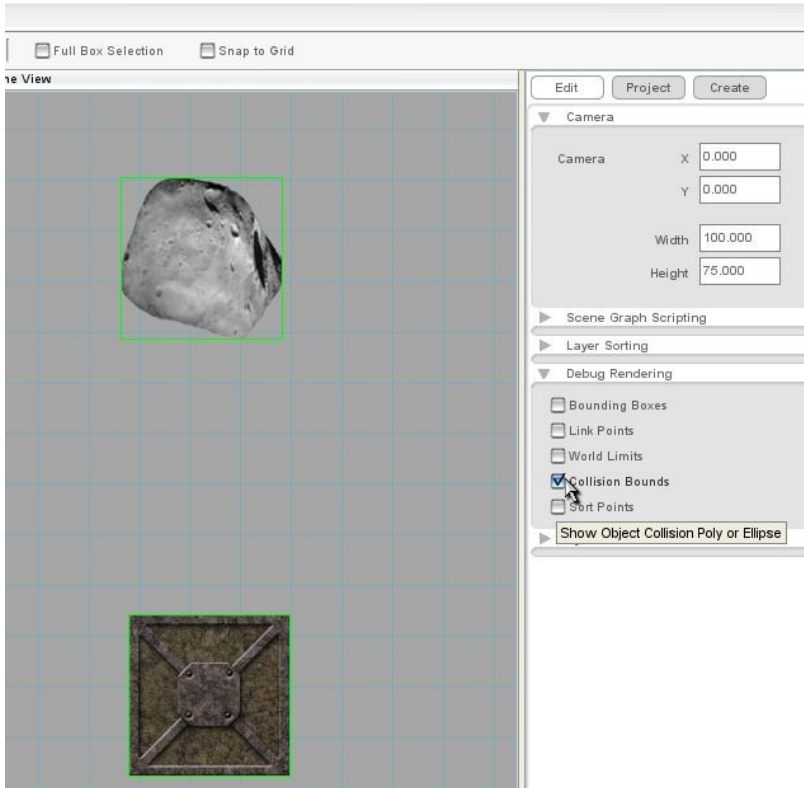 Full Box Selection
Snap to Grid
ne View
Edit
Project
Create
Camera
Camera
X
0.000
Y
0.000
Width
100.000
Height
75.000
Scene Graph Scripting
Layer Sorting
Debug Rendering
Bounding Boxes
Link Points
World Limits
Collision Bounds
Sort Points
Show Object Collision Poly or Ellipse